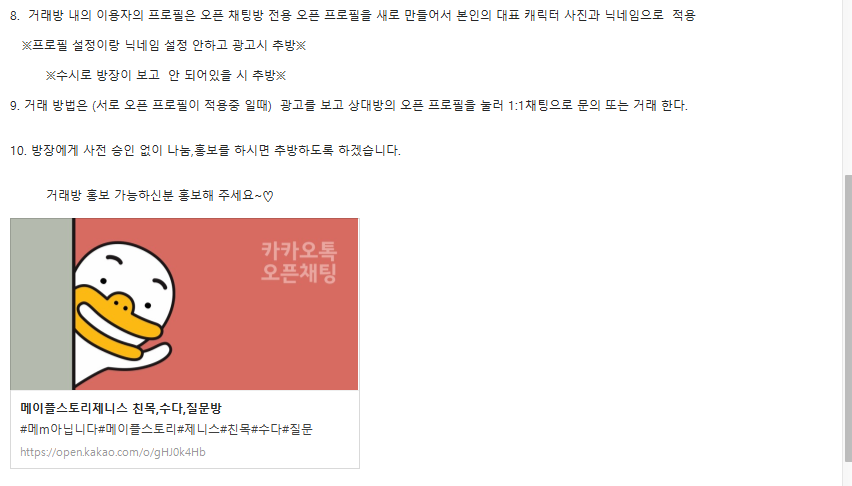 8. 거래방 내의 이용자의 프로필은 오픈 채팅방 전용 오픈 프로필을 새로 만들어서 본인의 대표 캐릭터 사진과 닉네임으로 적용
※프로필 설정이랑 닉네임 설정 안하고 광고시 추방※
※수시로 방장이 보고 안 되어있을 시 추방※
9. 거래 방법은 (서로 오픈 프로필이 적용중 일때) 광고를 보고 상대방의 오픈 프로필을 눌러 1:1채팅으로 문의 또는 거래 한다.
10. 방장에게 사전 승인 없이 나눔,홍보를 하시면 추방하도록 하겠습니다.
거래방 홍보 가능하신분 홍보해 주세요~♡
카카오톡
오픈채팅
메이플스토리제니스 친목,수다,질문방
#메m아닙니다#메이플스토리#제니스#친목#수다#질문
https://open.kakao.com/o/gHJ0k4Hb